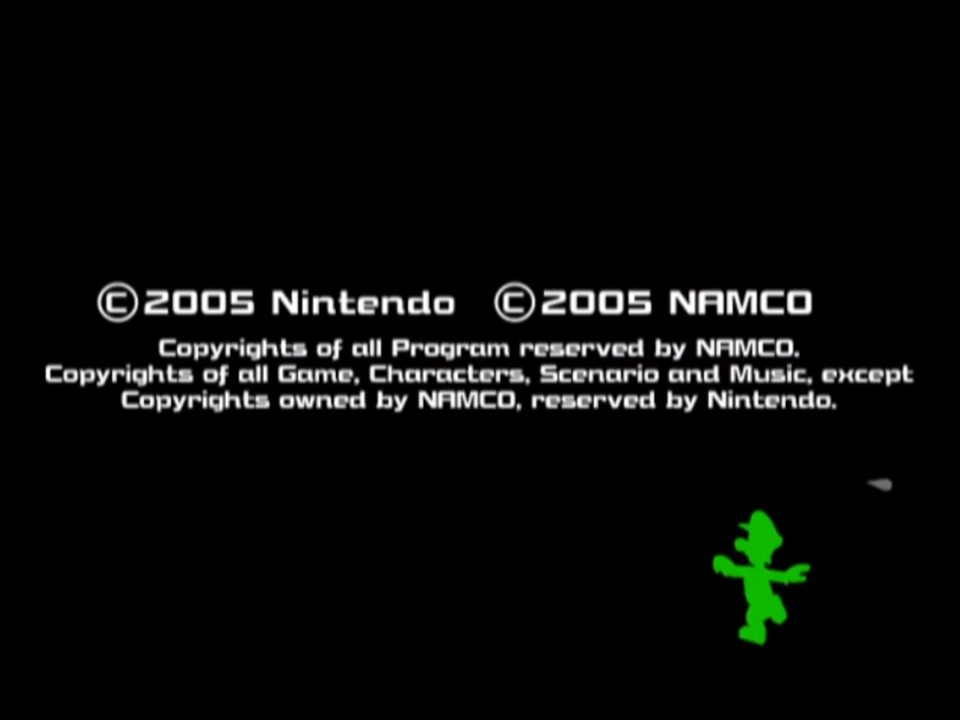 ©2005 Nintendo ©2005 NAMCO
Copyrights of all Program reserved by NAMCO.
Copyrights of all Game, Characters, Scenario and Music, except
Copyrights owned by NAMCO, reserved by Nintendo.